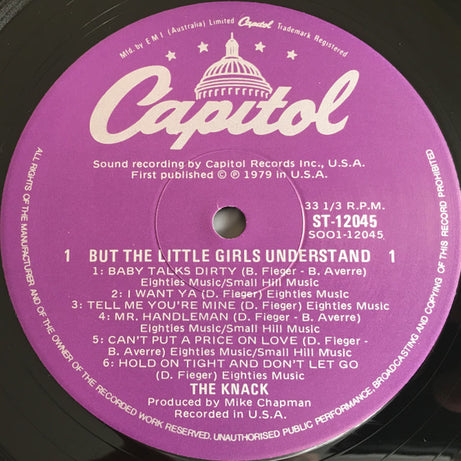 Mfd. by E M I (Australia) Limited Capitol Trademark Registered
Capitol
Sound recording by Capitol Records Inc., U.S.A.
First published © ℗ 1979 in U.S.A.
33 1/3 R.P.M.
ST-12045
SOO1-12045
1 BUT THE LITTLE GIRLS UNDERSTAND 1
1: BABY TALKS DIRTY (B. Fieger - B. Averre)
Eighties Music/Small Hill Music
2: I WANT YA (D. Fieger) Eighties Music
3: TELL ME YOU'RE MINE (D. Fieger) Eighties Music
4: MR. HANDLEMAN (D. Fieger - B. Averre)
Eighties Music/Small Hill Music
5: CAN'T PUT A PRICE ON LOVE (D. Fieger -
B. Averre) Eighties Music/Small Hill Music
6: HOLD ON TIGHT AND DON'T LET GO
(D. Fieger) Eighties Music
THE KNACK
Produced by Mike Chapman
Recorded in U.S.A.
ALL RIGHTS OF THE MANUFACTURER AND OF THE OWNER OF THE RECORDED WORK RESERVED. UNAUTHORISED PUBLIC PERFORMANCE, BROADCASTING AND COPYING OF THIS RECORD PROHIBITED